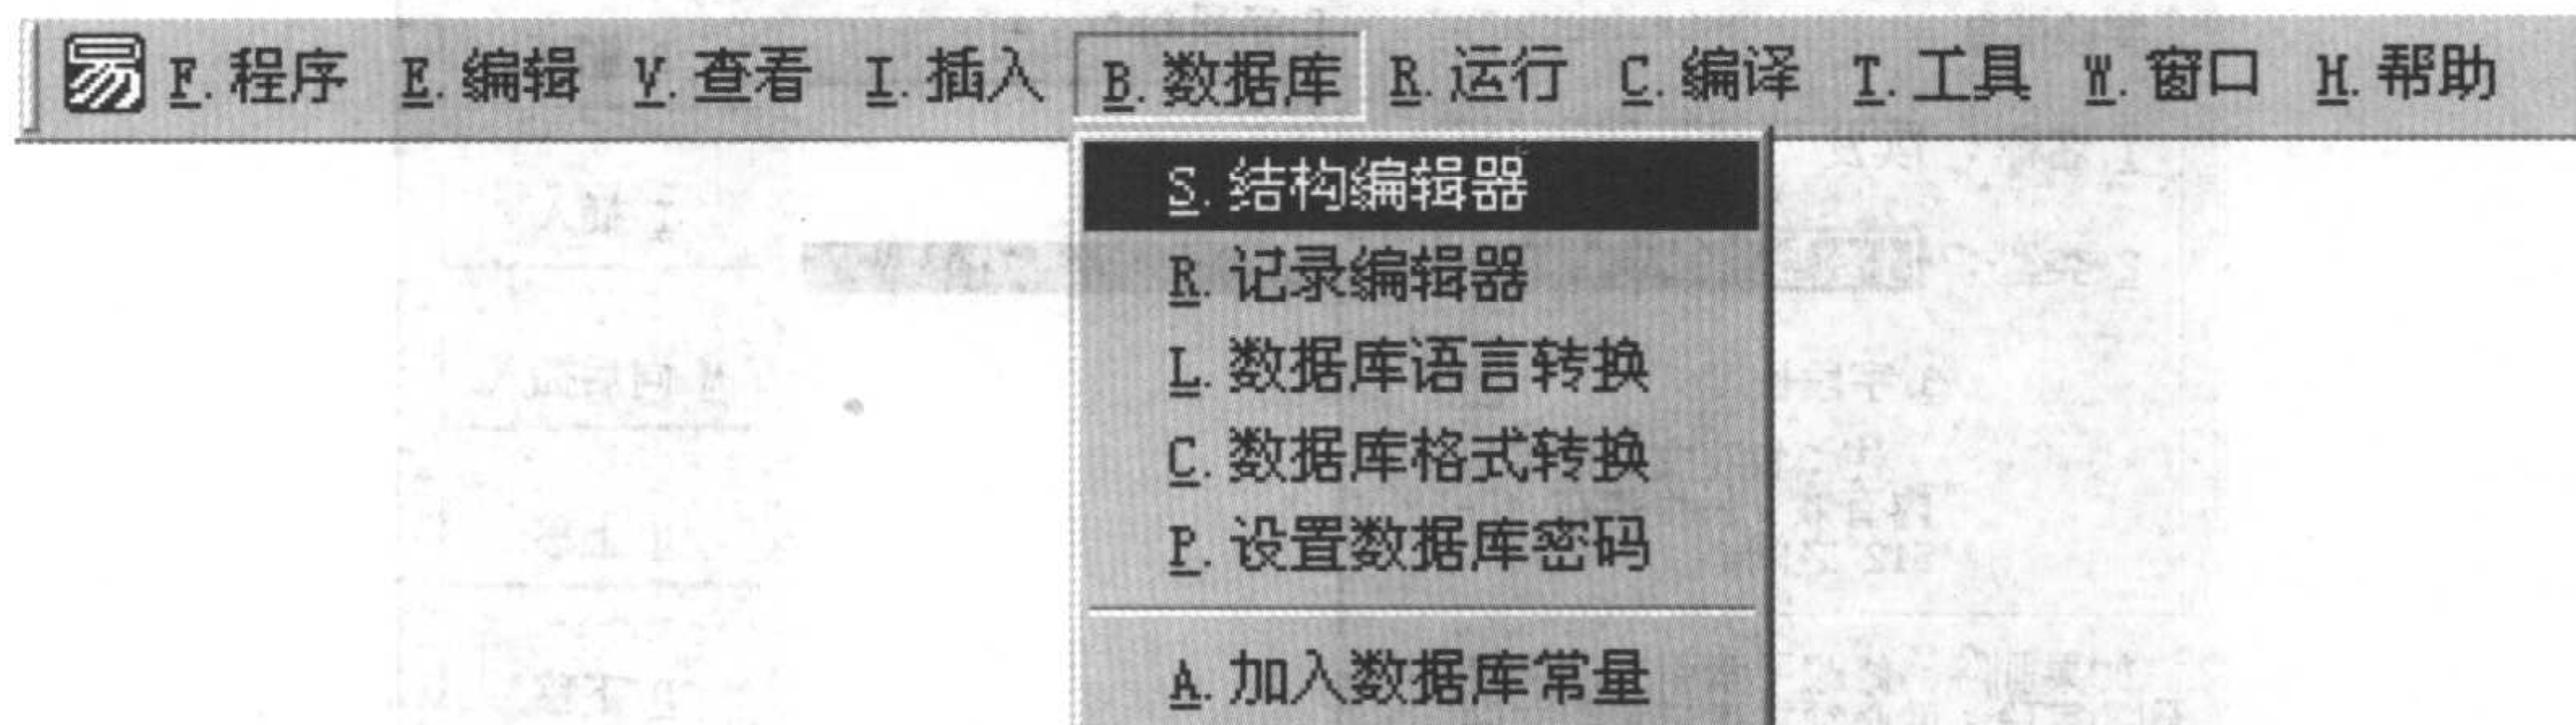 易 F.程序 E.编辑 V.查看 I.插入 B.数据库 R.运行 C.编译 T.工具 W.窗口 H.帮助
S.结构编辑器
R.记录编辑器
L.数据库语言转换
C.数据库格式转换
P.设置数据库密码
A.加入数据库常量